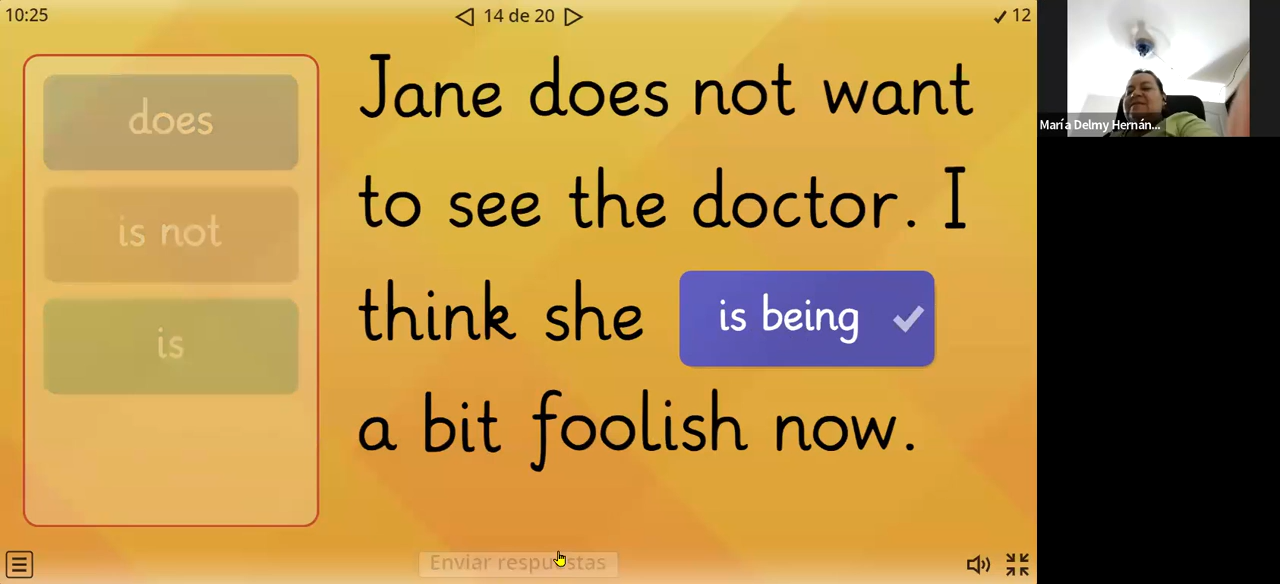 10:25
14 de 20
12
does
is not
is
Jane does not want
to see the doctor. I
think she is being
a bit foolish now.
Enviar respuestas
María Delmy Hernán...